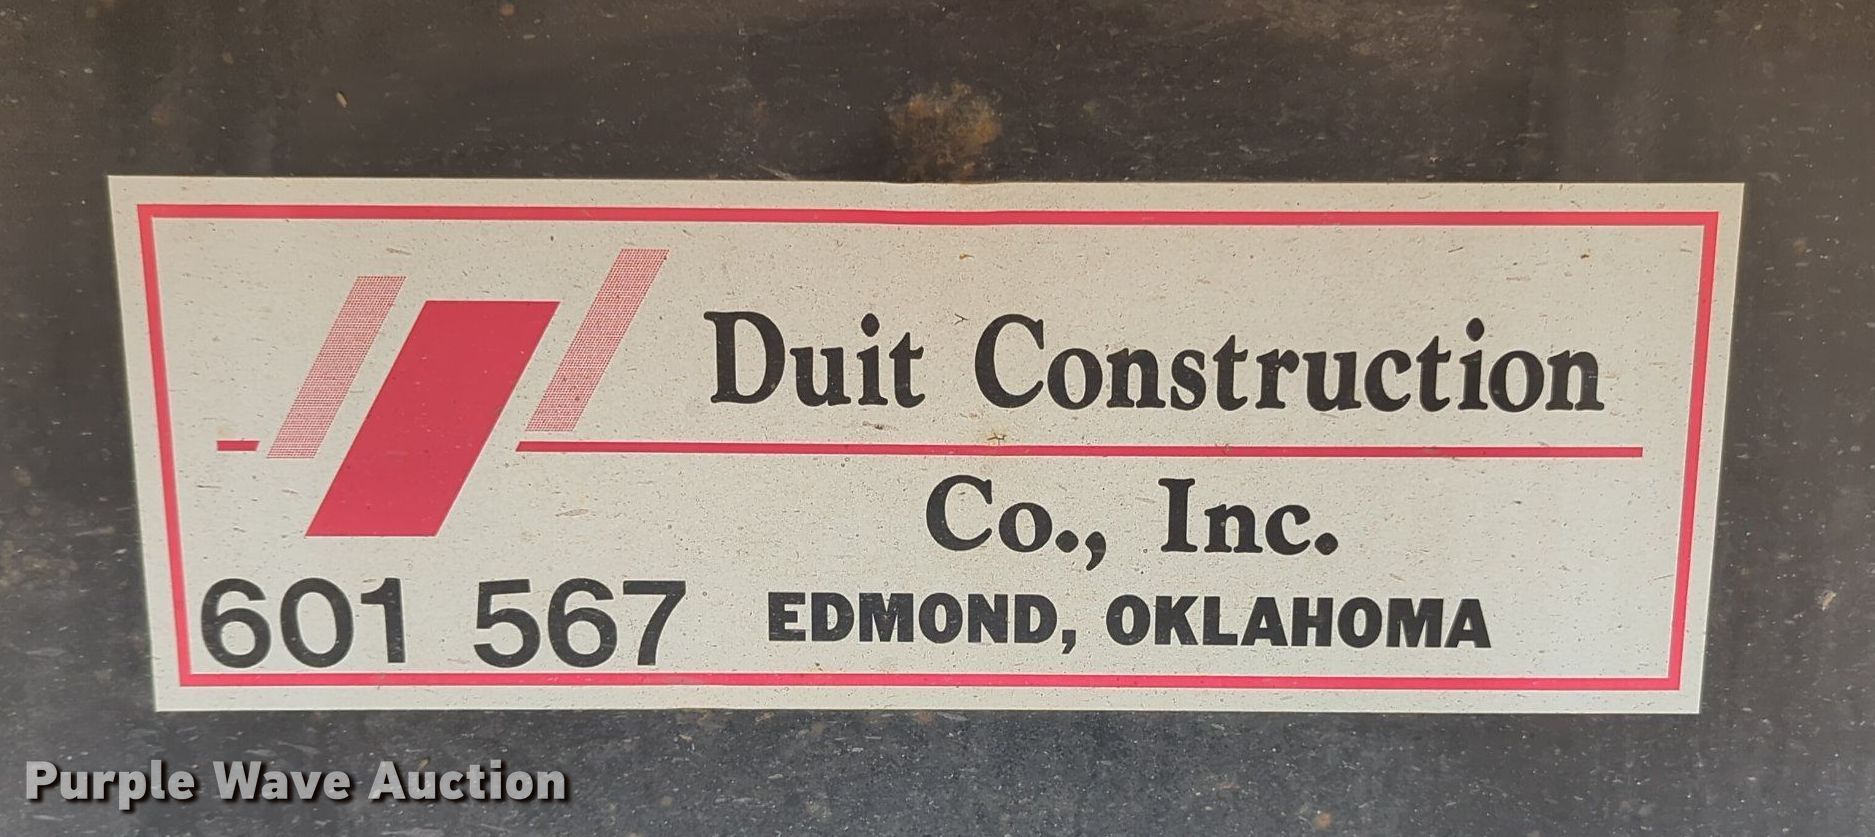 Duit Construction
Co., Inc.
601 567 EDMOND, OKLAHOMA
Purple Wave Auction